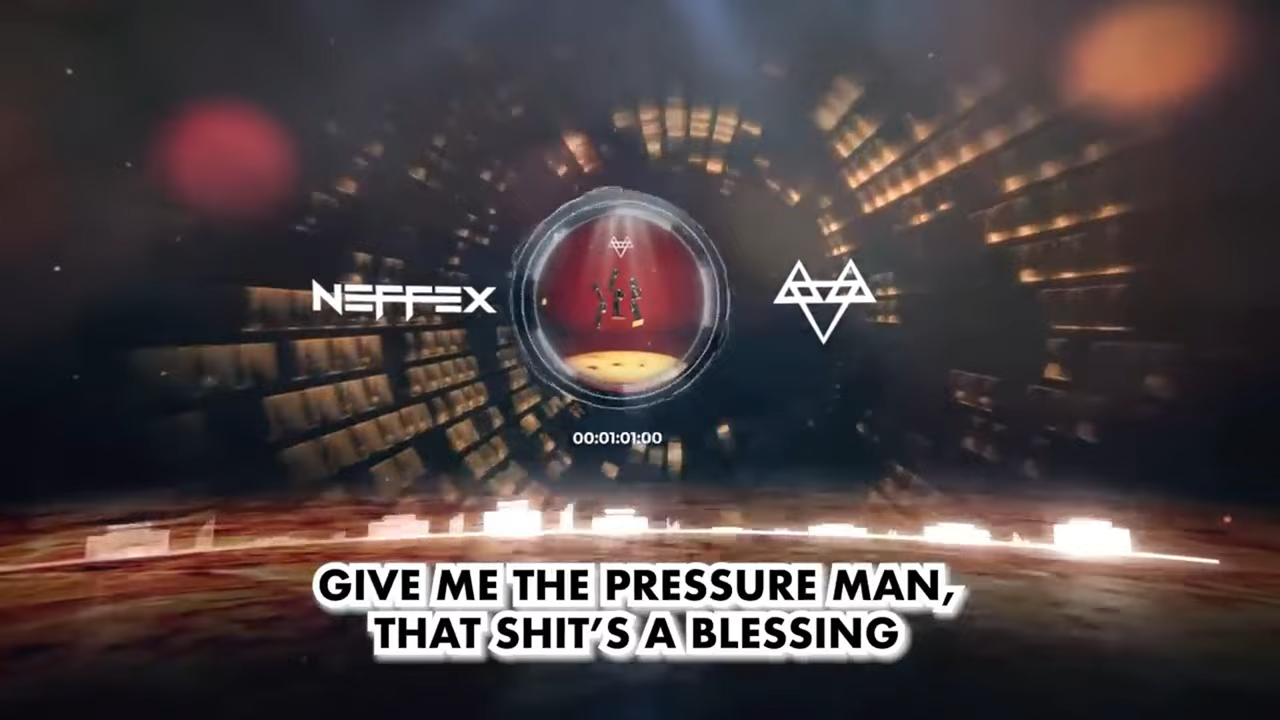 NEFFEX
00:01:01:00
GIVE ME THE PRESSURE MAN,
THAT SHIT'S A BLESSING